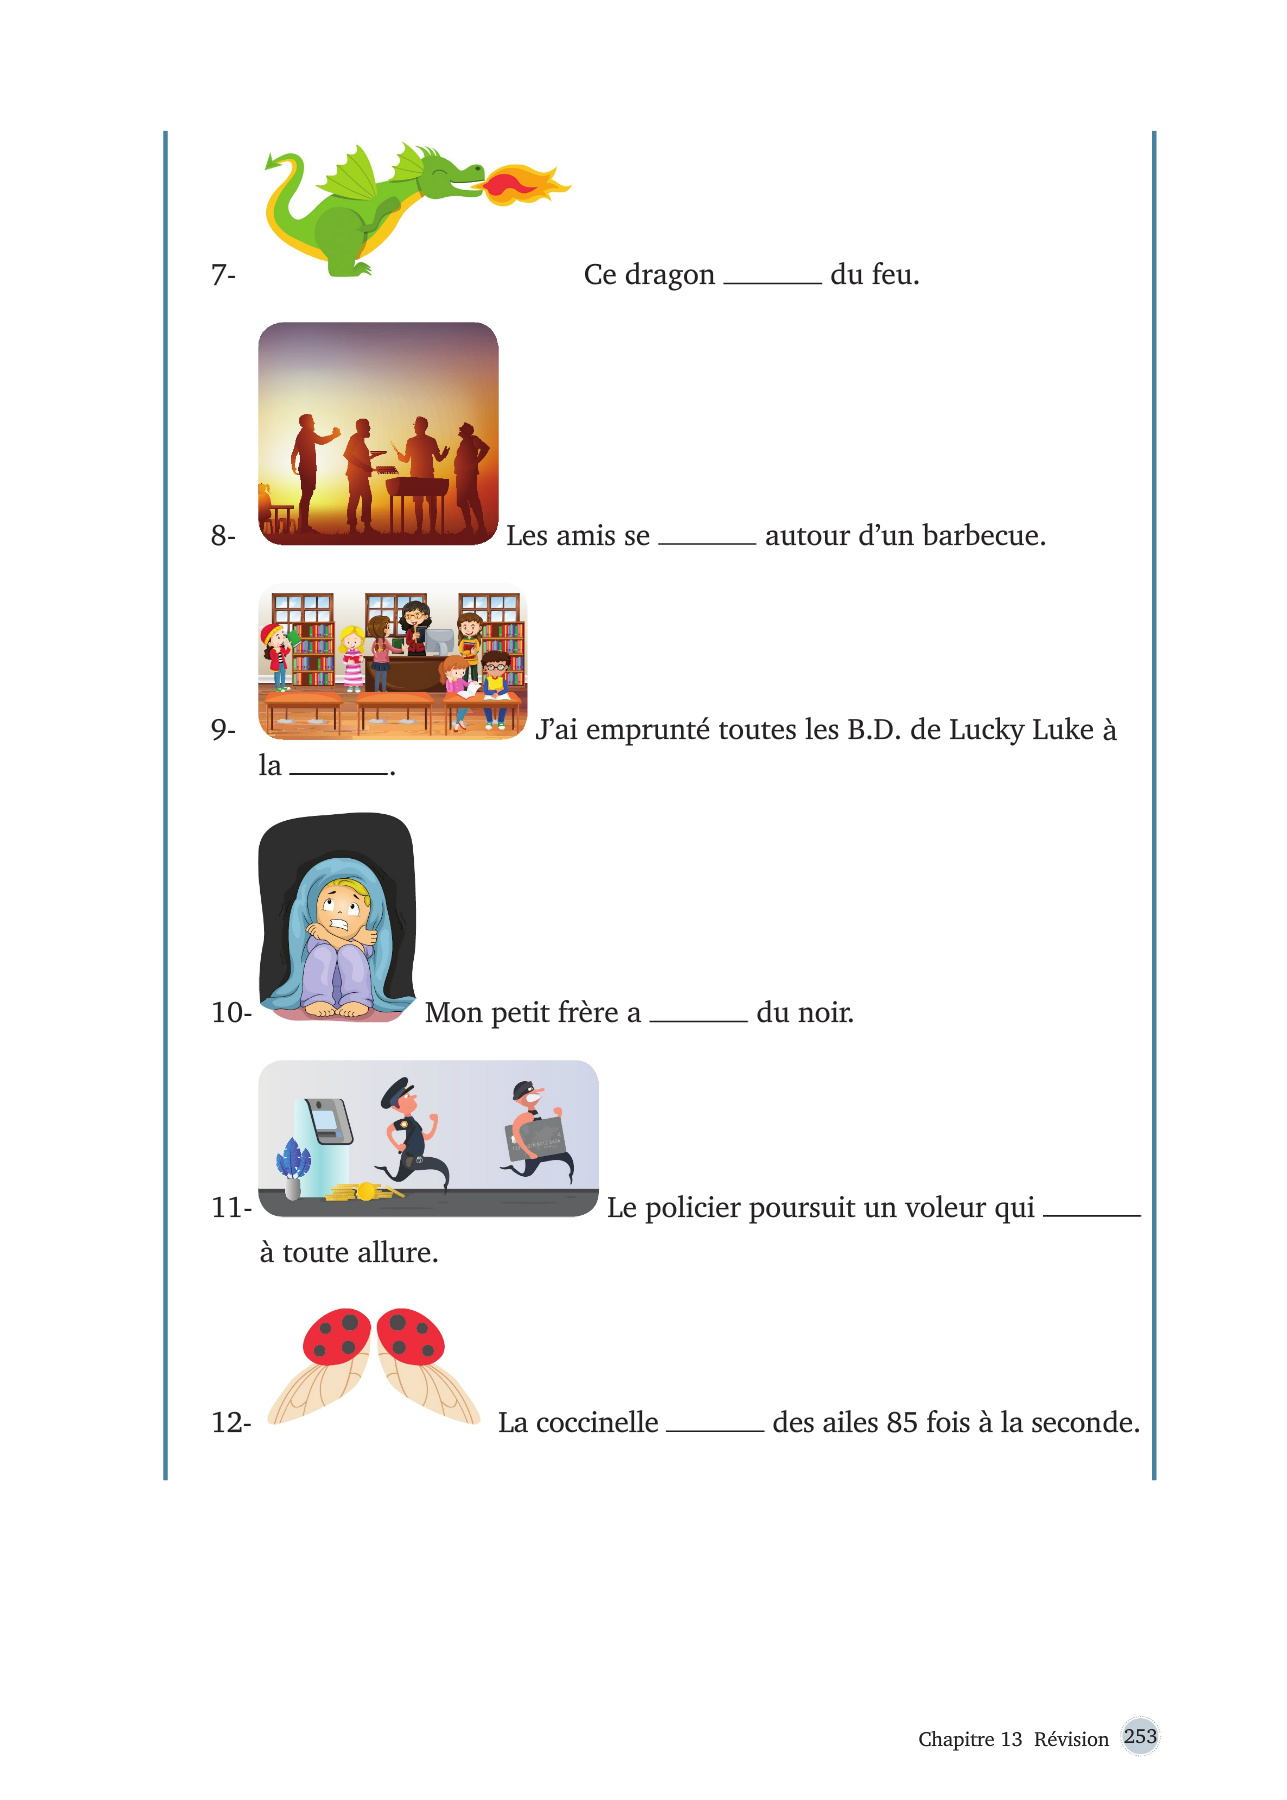 7- Ce dragon _______ du feu.
8- Les amis se _______ autour d’un barbecue.
9- J’ai emprunté toutes les B.D. de Lucky Luke à
la _______.
10- Mon petit frère a _______ du noir.
11- Le policier poursuit un voleur qui _______
à toute allure.
12- La coccinelle _______ des ailes 85 fois à la seconde.
Chapitre 13 Révision 253